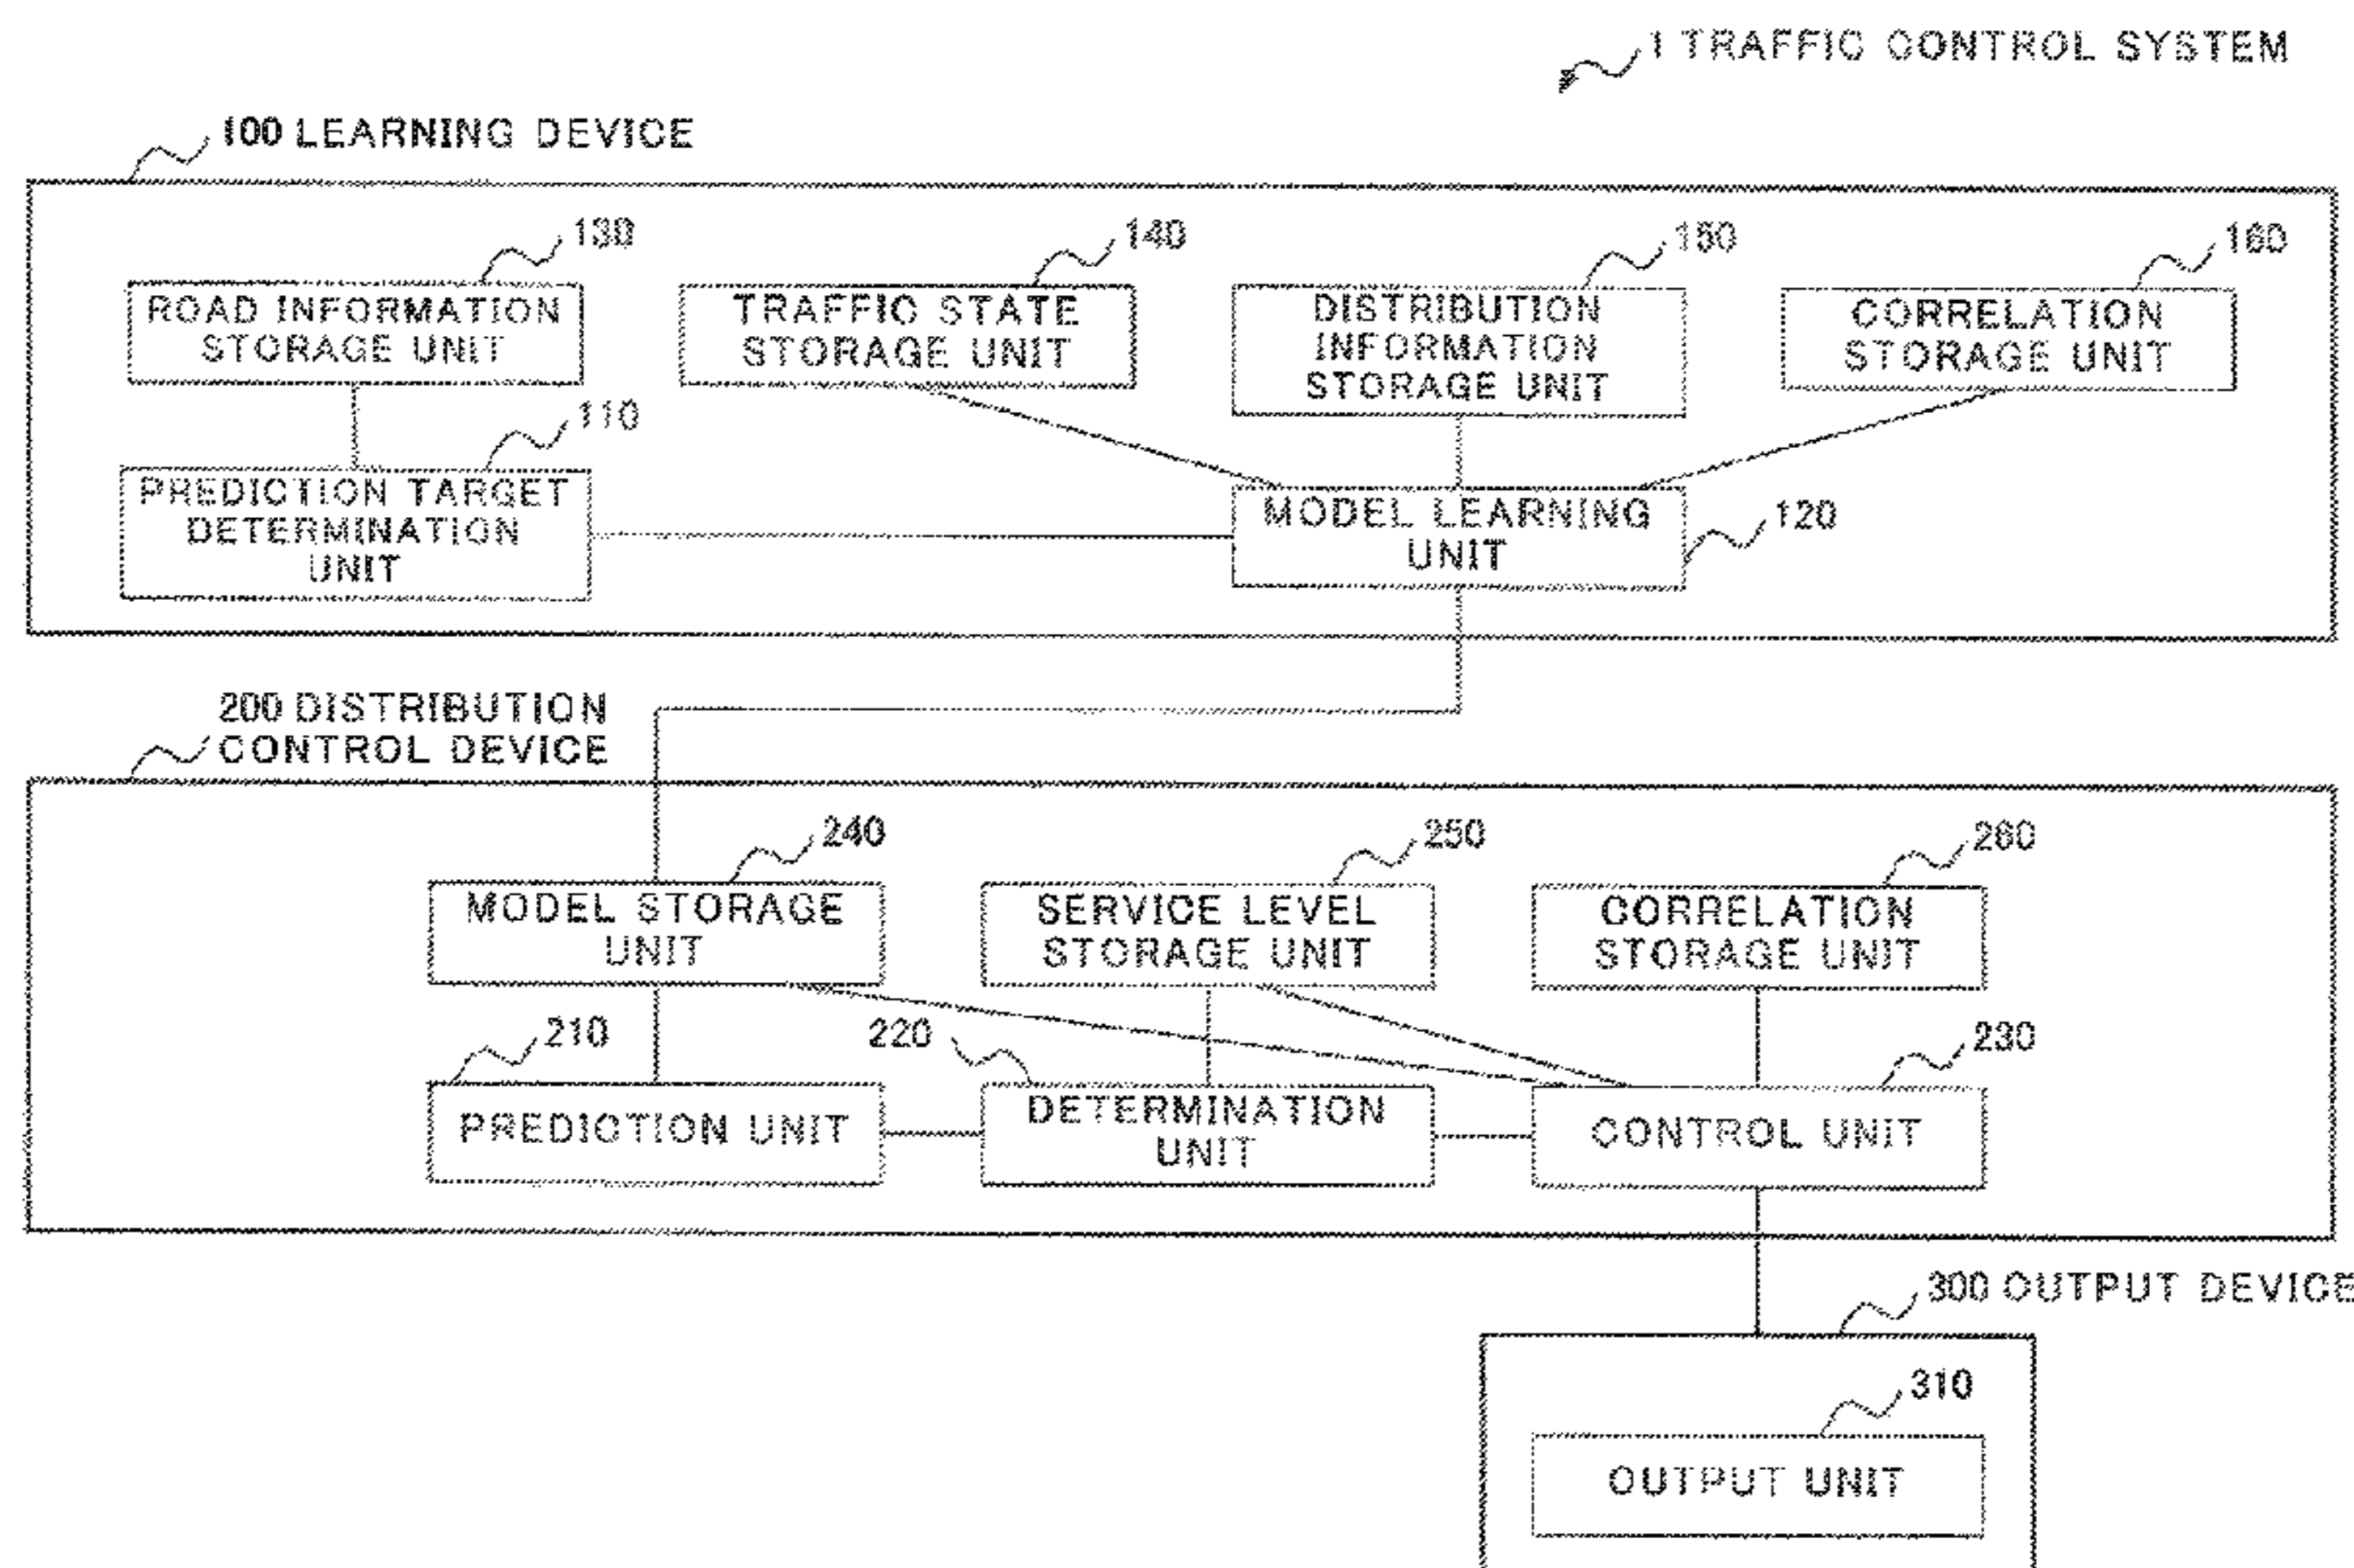 1 TRAFFIC CONTROL SYSTEM
100 LEARNING DEVICE
130
140
150
160
ROAD INFORMATION
STORAGE UNIT
TRAFFIC STATE
STORAGE UNIT
DISTRIBUTION
INFORMATION
STORAGE UNIT
CORRELATION
STORAGE UNIT
110
PREDICTION TARGET
DETERMINATION
UNIT
MODEL LEARNING
UNIT
120
200 DISTRIBUTION
CONTROL DEVICE
240
250
260
MODEL STORAGE
UNIT
SERVICE LEVEL
STORAGE UNIT
CORRELATION
STORAGE UNIT
210
220
230
PREDICTION UNIT
DETERMINATION
UNIT
CONTROL UNIT
300 OUTPUT DEVICE
310
OUTPUT UNIT